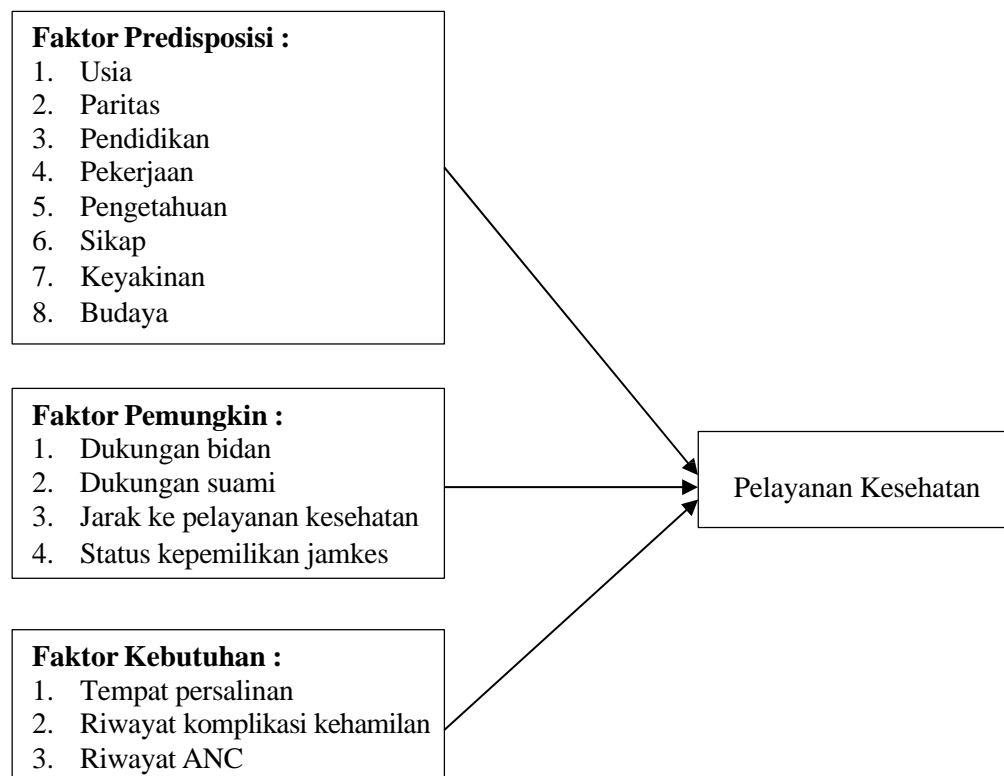 Faktor Predisposisi :
1. Usia
2. Paritas
3. Pendidikan
4. Pekerjaan
5. Pengetahuan
6. Sikap
7. Keyakinan
8. Budaya
Faktor Pemungkin :
1. Dukungan bidan
2. Dukungan suami
3. Jarak ke pelayanan kesehatan
4. Status kepemilikan jamkes
Pelayanan Kesehatan
Faktor Kebutuhan :
1. Tempat persalinan
2. Riwayat komplikasi kehamilan
3. Riwayat ANC